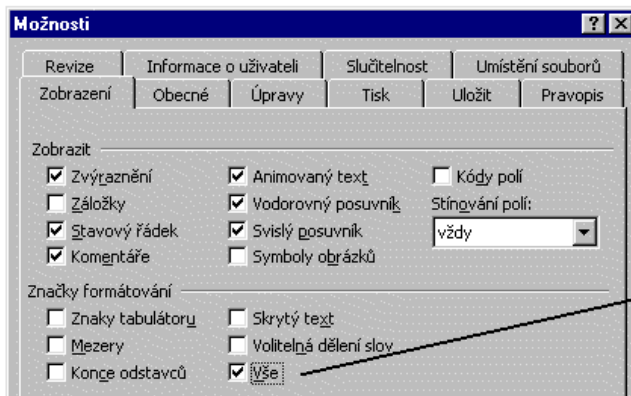 Možnosti
Revize Informace o uživateli Slučitelnost Umístění souborů
Zobrazení Obecné Úpravy Tisk Uložit Pravopis
Zobrazit
Zvýraznění Animovaný text Kódy polí
Záložky Vodorovný posuvník Stínování polí:
Stavový řádek Svislý posuvník vždy
Komentáře Symboly obrázků
Značky formátování
Znaky tabulátoru Skrytý text
Mezery Volitelná dělení slov
Konce odstavců Vše